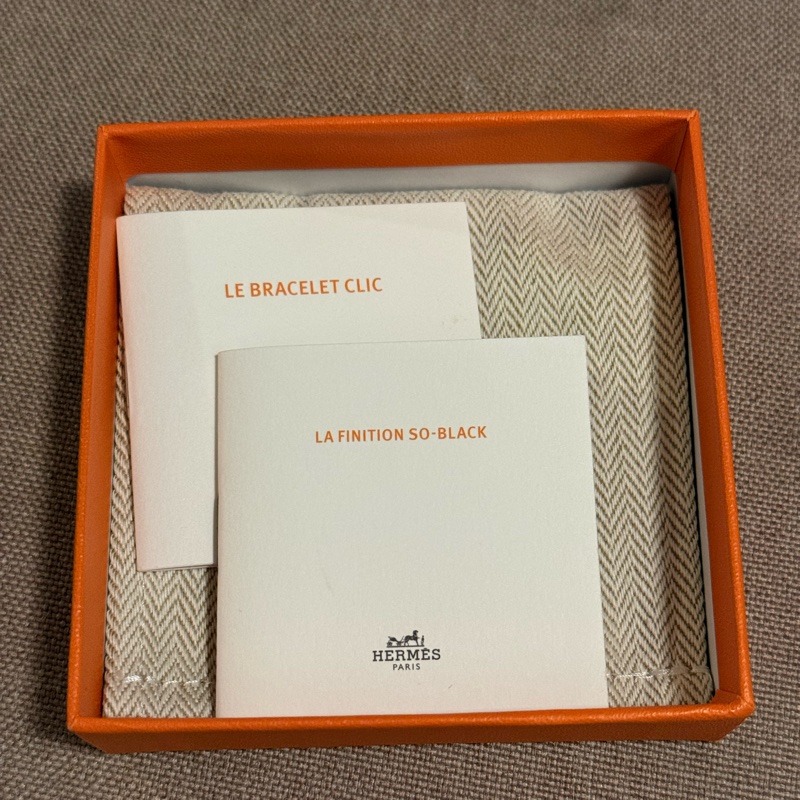 LE BRACELET CLIC
LA FINITION SO-BLACK
HERMÈS
PARIS